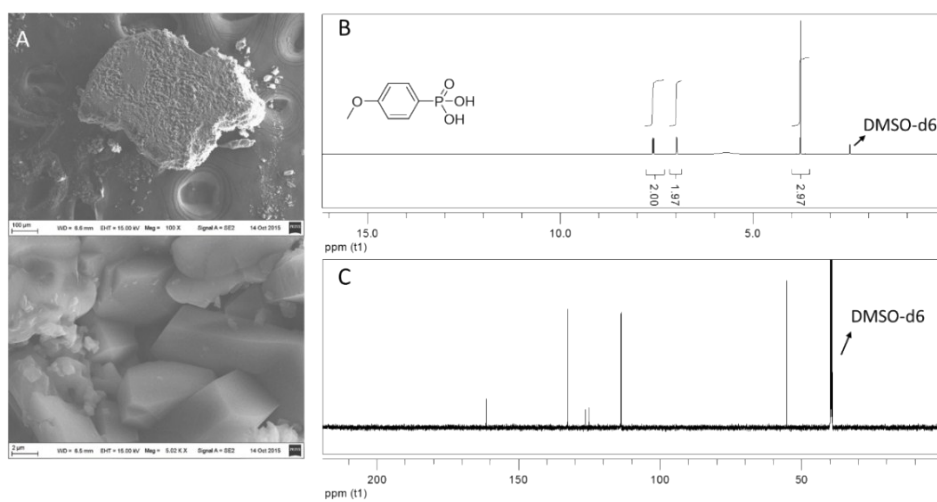 A
100 µm
WD = 6.6 mm
EHT = 15.00 kV
Mag = 100 X
Signal A = SE2
14-Oct 2015
2 µm
WD = 6.5 mm
EHT = 15.00 kV
Signal A = SE2
14-Oct 2015
B
O
O
P
OH
OH
DMSO-d6
2.00
1.97
2.97
15.0
10.0
5.0
ppm (t1)
C
DMSO-d6
200
150
100
50
ppm (t1)